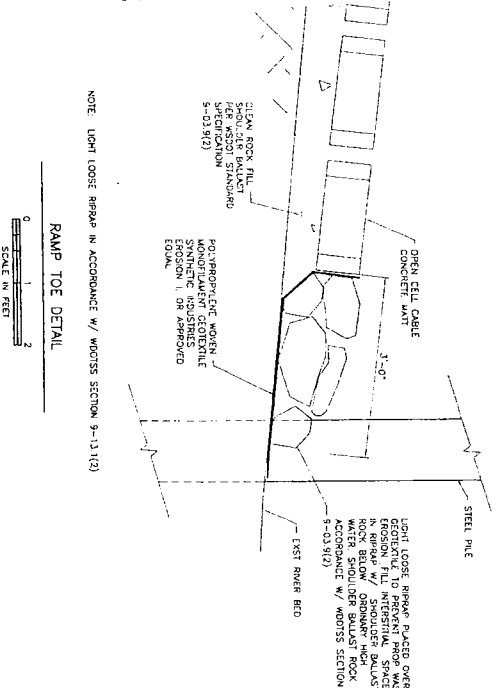 OPEN CELL CABLE
CONCRETE MATT
3'-0"
STEEL PILE
CLEAN ROCK FILL
SHOULDER BALLAST
PER WSDOT STANDARD
SPECIFICATION
9-03.9(2)
POLYPROPYLENE WOVEN
MONOFILAMENT GEOTEXTILE
SYNTHETIC INDUSTRIES
EROSION I, OR APPROVED
EQUAL
LIGHT LOOSE RIPRAP PLACED OVER
GEOTEXTILE TO PREVENT PROP WAS
EROSION. FILL INTERSTITIAL SPACE
IN RIPRAP W/ SHOULDER BALLAS
ROCK BELOW ORDINARY HIGH
WATER. SHOULDER BALLAST ROCK
ACCORDANCE W/ WDOTSS SECTION
9-03.9(2)
EXST RIVER BED
NOTE: LIGHT LOOSE RIPRAP IN ACCORDANCE W/ WDOTSS SECTION 9-13.1(2)
RAMP TOE DETAIL
0 1 2
SCALE IN FEET